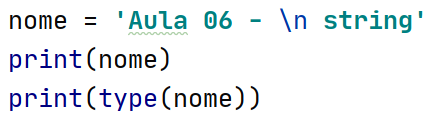 nome = 'Aula 06 - \n string'
print(nome)
print(type(nome))